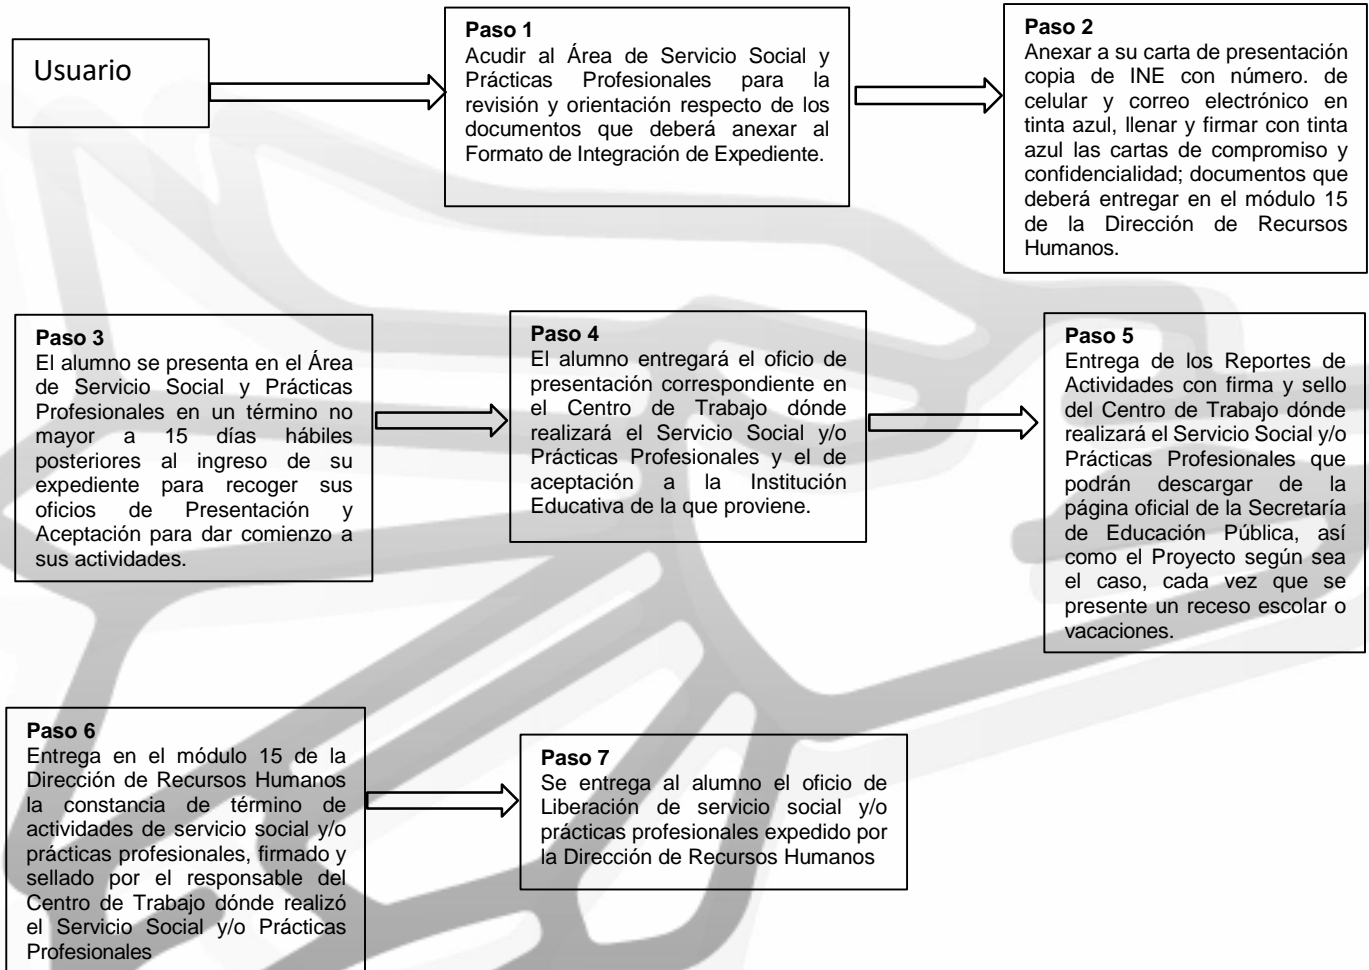 Usuario
Paso 1
Acudir al Área de Servicio Social y
Prácticas Profesionales para la
revisión y orientación respecto de los
documentos que deberá anexar al
Formato de Integración de Expediente.
Paso 2
Anexar a su carta de presentación
copia de INE con número. de
celular y correo electrónico en
tinta azul, llenar y firmar con tinta
azul las cartas de compromiso y
confidencialidad; documentos que
deberá entregar en el módulo 15
de la Dirección de Recursos
Humanos.
Paso 3
El alumno se presenta en el Área
de Servicio Social y Prácticas
Profesionales en un término no
mayor a 15 días hábiles
posteriores al ingreso de su
expediente para recoger sus
oficios de Presentación y
Aceptación para dar comienzo a
sus actividades.
Paso 4
El alumno entregará el oficio de
presentación correspondiente en
el Centro de Trabajo dónde
realizará el Servicio Social y/o
Prácticas Profesionales y el de
aceptación a la Institución
Educativa de la que proviene.
Paso 5
Entrega de los Reportes de
Actividades con firma y sello
del Centro de Trabajo dónde
realizará el Servicio Social y/o
Prácticas Profesionales que
podrán descargar de la
página oficial de la Secretaría
de Educación Pública, así
como el Proyecto según sea
el caso, cada vez que se
presente un receso escolar o
vacaciones.
Paso 6
Entrega en el módulo 15 de la
Dirección de Recursos Humanos
la constancia de término de
actividades de servicio social y/o
prácticas profesionales, firmado y
sellado por el responsable del
Centro de Trabajo dónde realizó
el Servicio Social y/o Prácticas
Profesionales
Paso 7
Se entrega al alumno el oficio de
Liberación de servicio social y/o
prácticas profesionales expedido por
la Dirección de Recursos Humanos